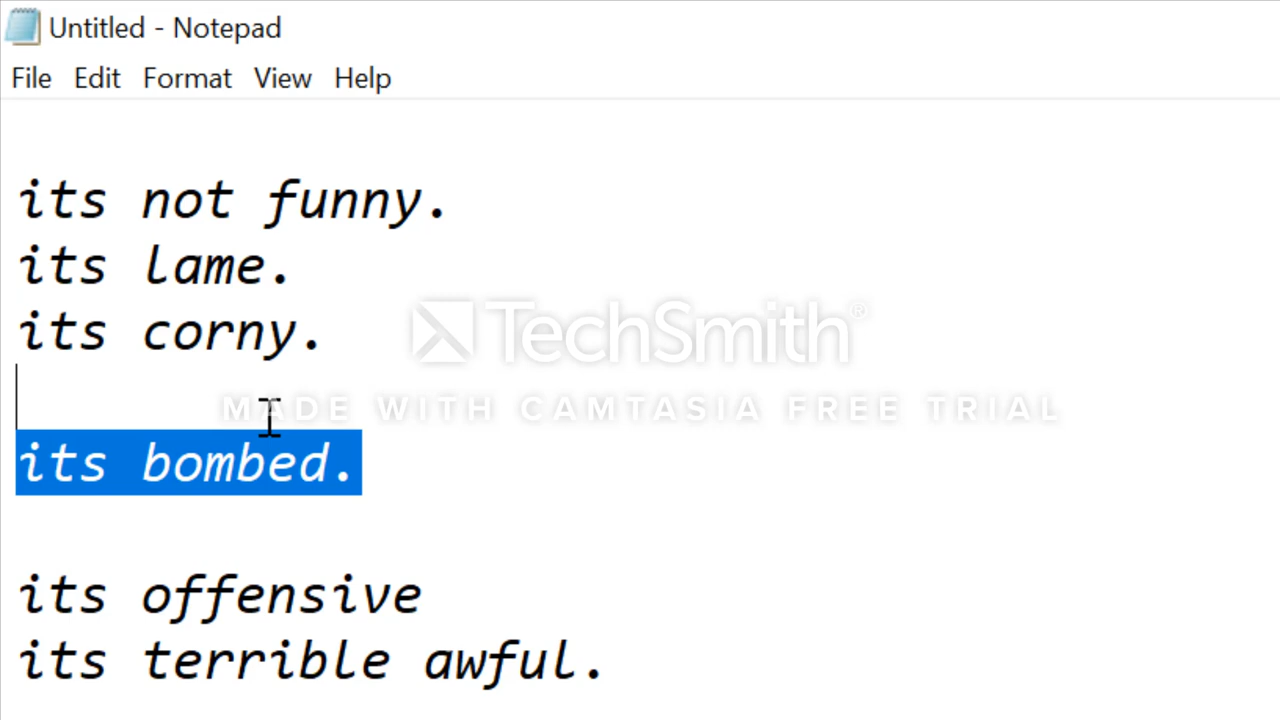 Untitled - Notepad
File Edit Format View Help
its not funny.
its lame.
its corny.
TechSmith®
MADE WITH CAMTASIA FREE TRIAL
its bombed.
its offensive
its terrible awful.